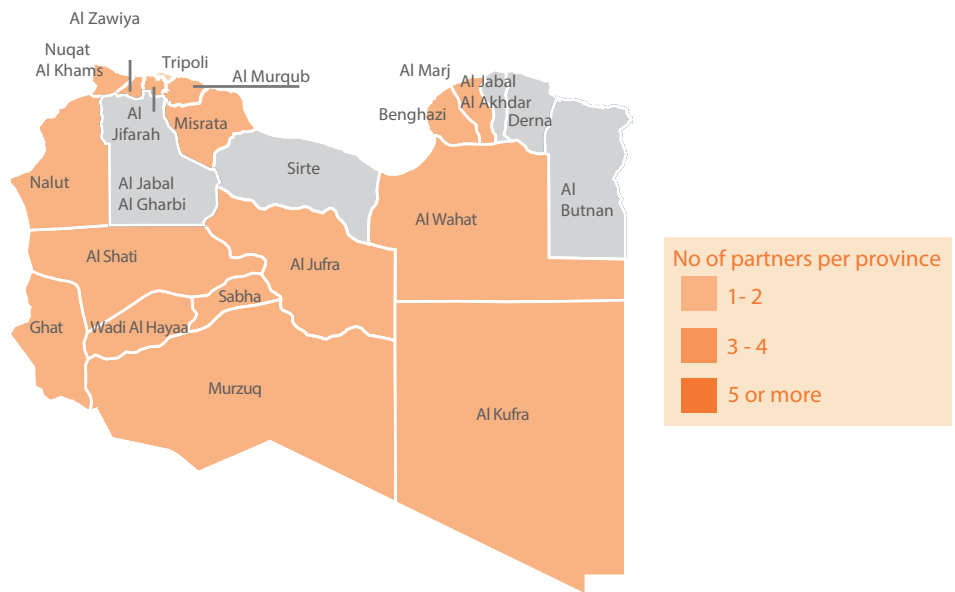 Al Zawiya
Nuqat
Al Khams
Tripoli
Al Murqub
Al Marj
Al Jabal
Al Akhdar
Benghazi
Derna
Al
Jifarah
Misrata
Sirte
Nalut
Al Jabal
Al Gharbi
Al
Butnan
Al Wahat
Al Shati
Al Jufra
Sabha
Ghat
Wadi Al Hayaa
Murzuq
Al Kufra
No of partners per province
1- 2
3 - 4
5 or more